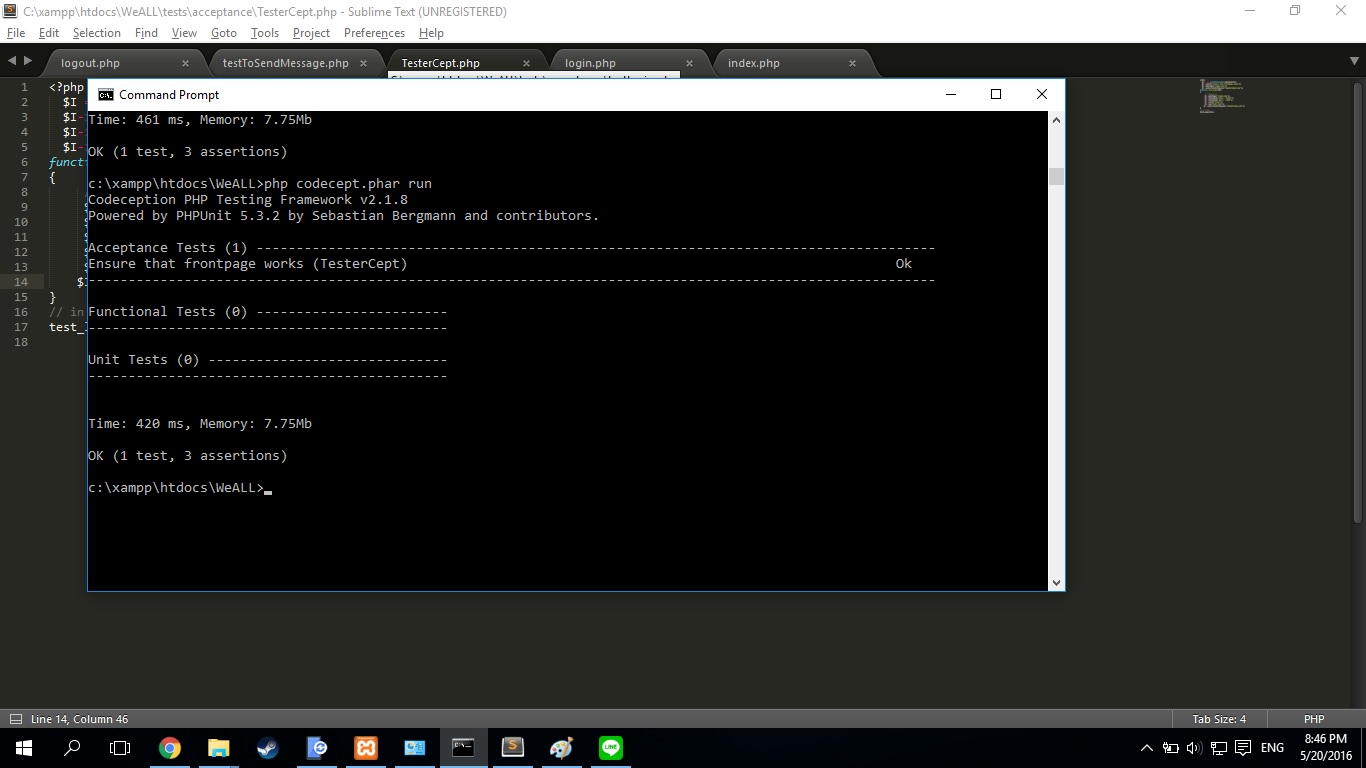 C:\xampp\htdocs\WeALL\tests\acceptance\TesterCept.php - Sublime Text (UNREGISTERED)
File Edit Selection Find View Goto Tools Project Preferences Help
logout.php × testToSendMessage.php × TesterCept.php × login.php × index.php ×
Command Prompt
1 <?php
2 $I
3 $I-
4 $I-
5 $I-
6 funct
7 {
8
9
10
11
12
13
14 $I
15 }
16 // in
17 test_
18
Time: 461 ms, Memory: 7.75Mb
OK (1 test, 3 assertions)
c:\xampp\htdocs\WeALL>php codecept.phar run
Codeception PHP Testing Framework v2.1.8
Powered by PHPUnit 5.3.2 by Sebastian Bergmann and contributors.
Acceptance Tests (1) -------------------------------------------------------------------------------------
Ensure that frontpage works (TesterCept) Ok
----------------------------------------------------------------------------------------------------------
Functional Tests (0) ------------------------
---------------------------------------------
Unit Tests (0) ------------------------------
---------------------------------------------
Time: 420 ms, Memory: 7.75Mb
OK (1 test, 3 assertions)
c:\xampp\htdocs\WeALL>_
Line 14, Column 46 Tab Size: 4 PHP
LINE
ENG
8:46 PM
5/20/2016